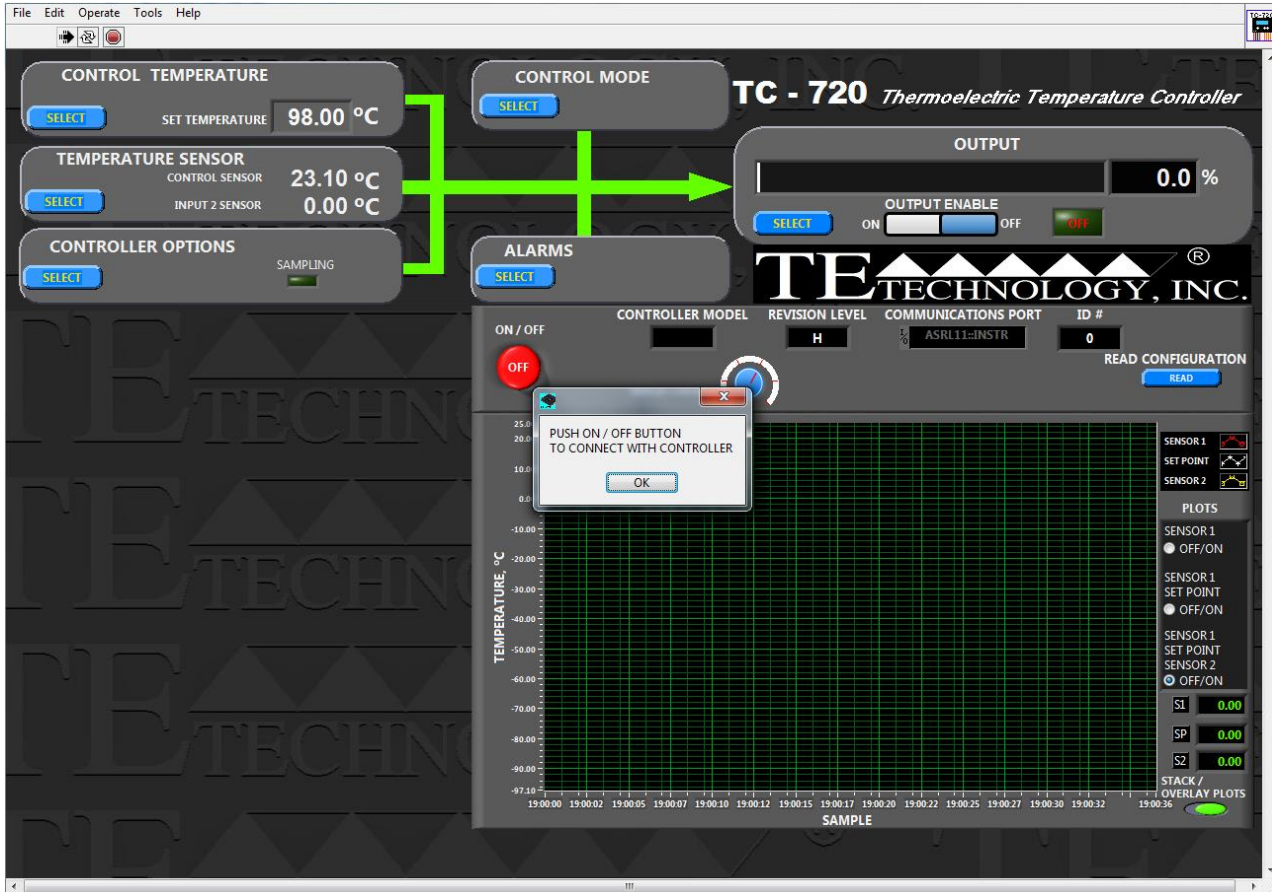 File Edit Operate Tools Help
TC-720
CONTROL TEMPERATURE
SELECT
SET TEMPERATURE 98.00 ºC
TEMPERATURE SENSOR
CONTROL SENSOR 23.10 ºC
SELECT
INPUT 2 SENSOR 0.00 ºC
CONTROLLER OPTIONS
SAMPLING
SELECT
CONTROL MODE
SELECT
ALARMS
SELECT
TC - 720 Thermoelectric Temperature Controller
OUTPUT
0.0 %
OUTPUT ENABLE
SELECT ON OFF OFF
TE TECHNOLOGY, INC. ®
CONTROLLER MODEL REVISION LEVEL COMMUNICATIONS PORT ID #
ON / OFF
H ASRL11::INSTR 0
OFF
READ CONFIGURATION
READ
PUSH ON / OFF BUTTON
TO CONNECT WITH CONTROLLER
OK
25.0
20.0
10.0
0.0
-10.00
-20.00
-30.00
-40.00
-50.00
-60.00
-70.00
-80.00
-90.00
-97.10
TEMPERATURE, ºC
19:00:00 19:00:02 19:00:05 19:00:07 19:00:10 19:00:12 19:00:15 19:00:17 19:00:20 19:00:22 19:00:25 19:00:27 19:00:30 19:00:32 19:00:36
SAMPLE
SENSOR 1
SET POINT
SENSOR 2
PLOTS
SENSOR 1
OFF/ON
SENSOR 1
SET POINT
OFF/ON
SENSOR 1
SET POINT
SENSOR 2
OFF/ON
S1 0.00
SP 0.00
S2 0.00
STACK /
OVERLAY PLOTS